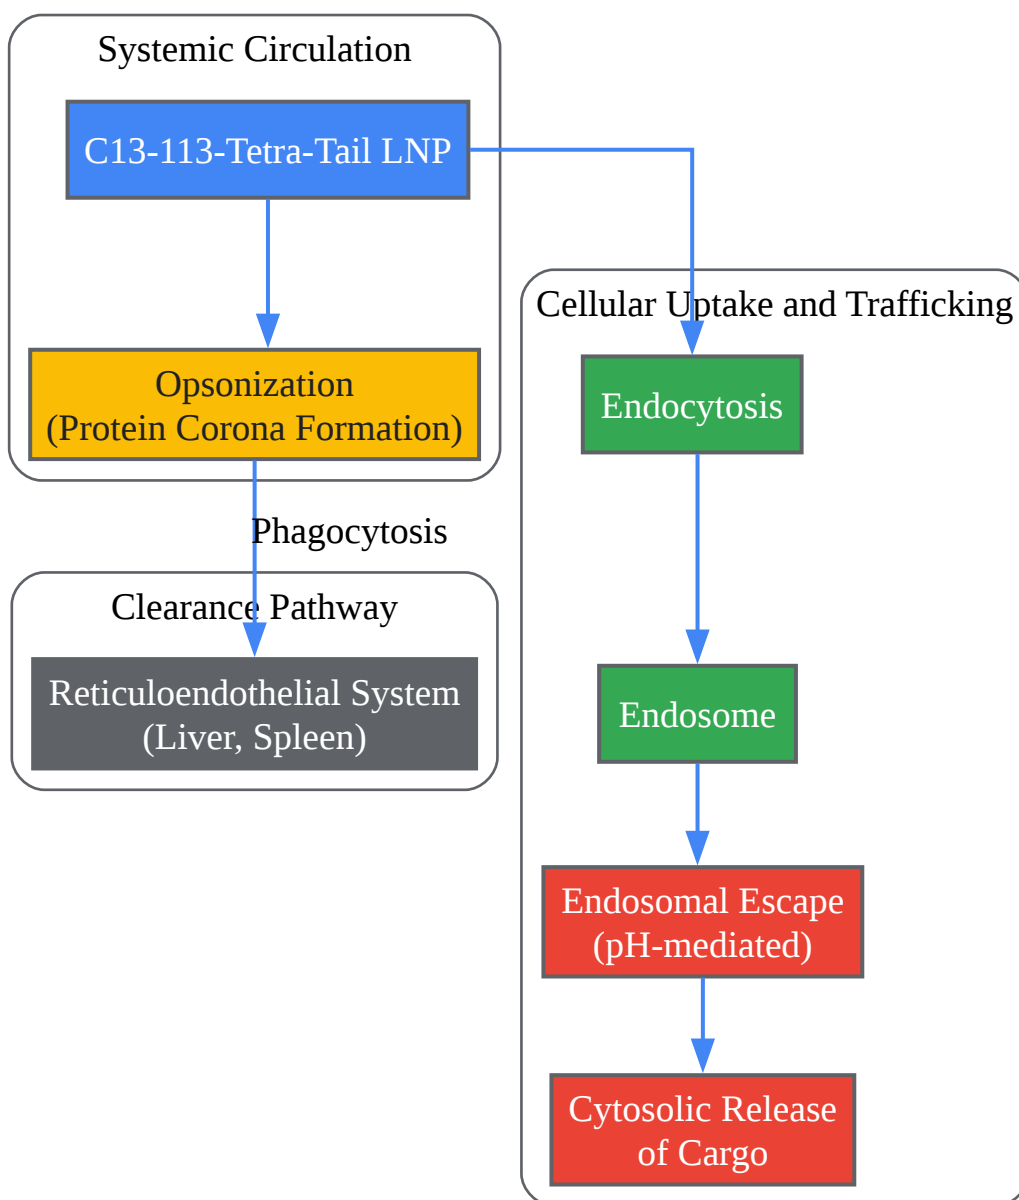 Systemic Circulation
C13-113-Tetra-Tail LNP
Opsonization
(Protein Corona Formation)
Phagocytosis
Clearance Pathway
Reticuloendothelial System
(Liver, Spleen)
Cellular Uptake and Trafficking
Endocytosis
Endosome
Endosomal Escape
(pH-mediated)
Cytosolic Release
of Cargo